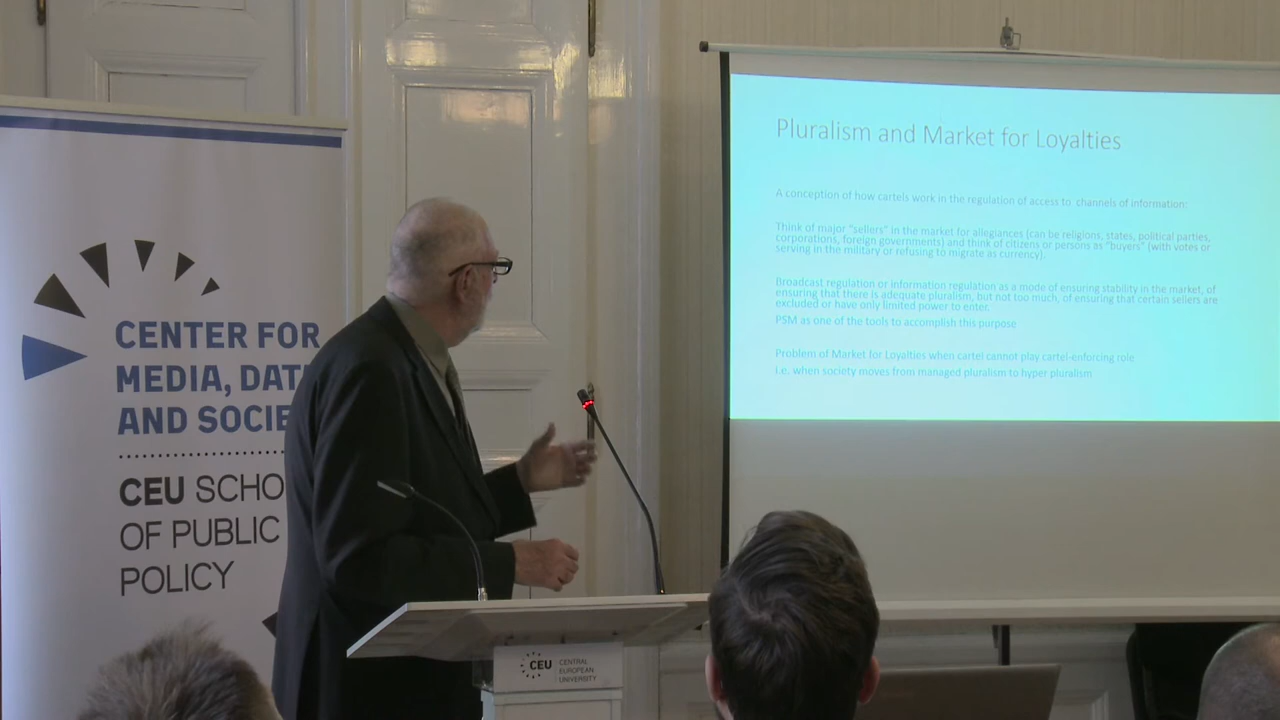 CENTER FOR
MEDIA, DAT
AND SOCIE
CEU SCHO
OF PUBLIC
POLICY
Pluralism and Market for Loyalties
A conception of how cartels work in the regulation of access to channels of information:
Think of major "sellers" in the market for allegiances (can be religions, states, political parties,
corporations, foreign governments) and think of citizens or persons as "buyers" (with votes or
serving in the military or refusing to migrate as currency).
Broadcast regulation or information regulation as a mode of ensuring stability in the market, of
ensuring that there is adequate pluralism, but not too much, of ensuring that certain sellers are
excluded or have only limited power to enter.
PSM as one of the tools to accomplish this purpose
Problem of Market for Loyalties when cartel cannot play cartel-enforcing role
I.e. when society moves from managed pluralism to hyper pluralism
CEU
CENTRAL
EUROPEAN
UNIVERSITY